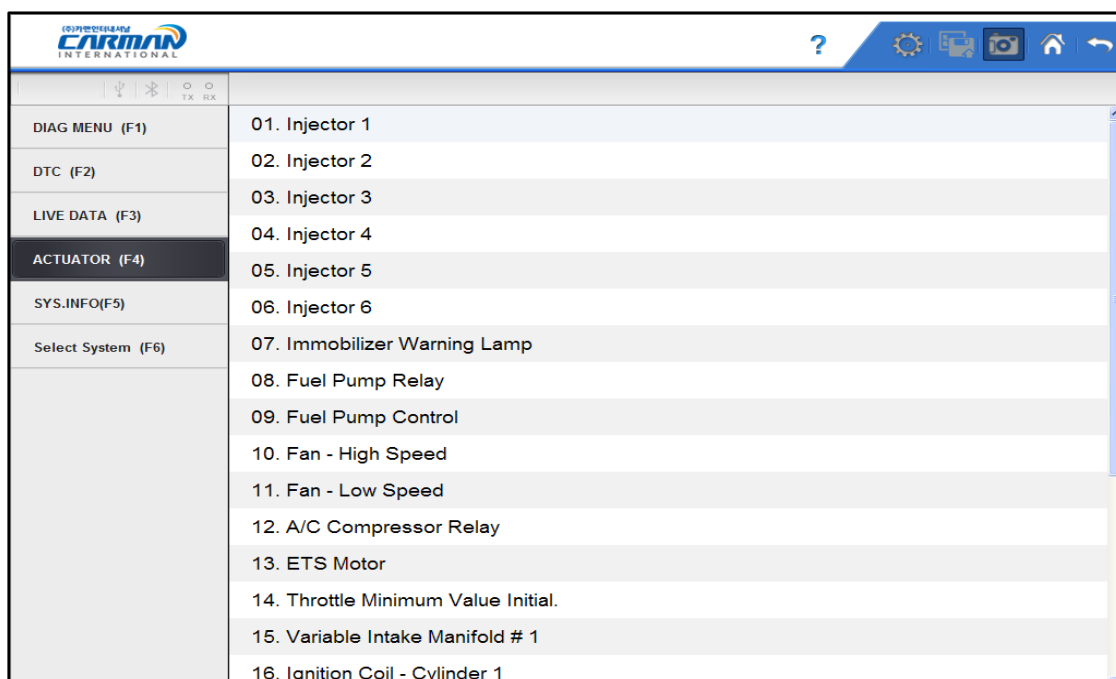 (주)카맨인터내셔날
CARMAN
INTERNATIONAL
?
TX RX
DIAG MENU (F1)
DTC (F2)
LIVE DATA (F3)
ACTUATOR (F4)
SYS.INFO(F5)
Select System (F6)
01. Injector 1
02. Injector 2
03. Injector 3
04. Injector 4
05. Injector 5
06. Injector 6
07. Immobilizer Warning Lamp
08. Fuel Pump Relay
09. Fuel Pump Control
10. Fan - High Speed
11. Fan - Low Speed
12. A/C Compressor Relay
13. ETS Motor
14. Throttle Minimum Value Initial.
15. Variable Intake Manifold # 1
16. Ignition Coil - Cylinder 1